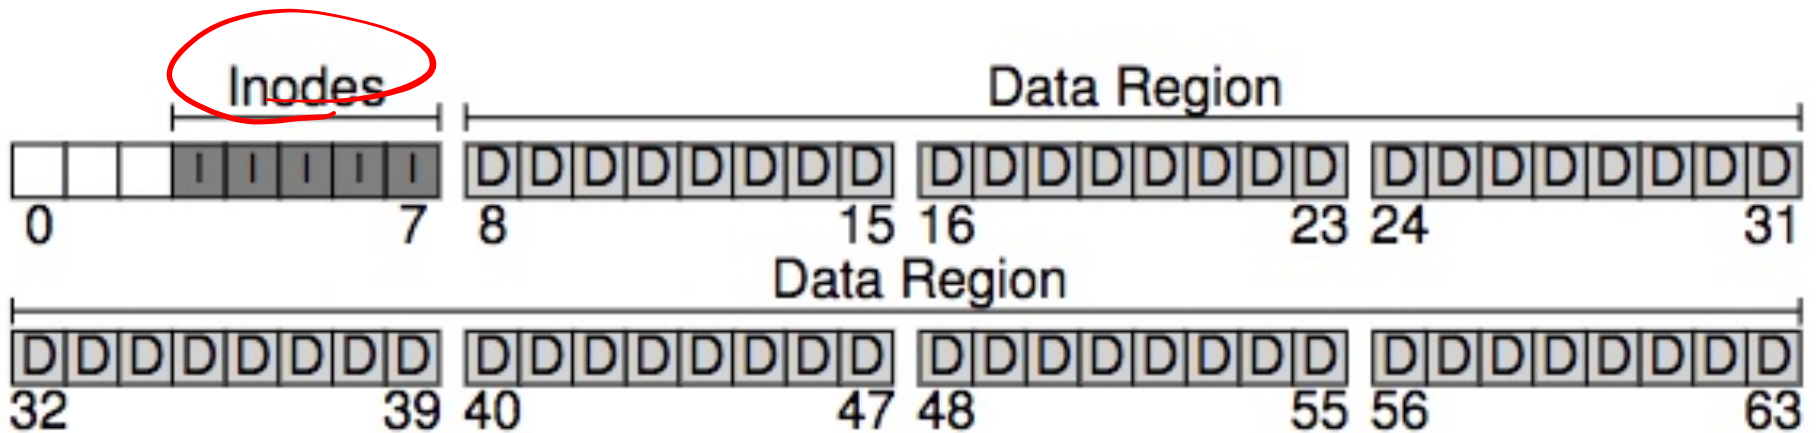 Inodes Data Region
I I I I I D D D D D D D D D D D D D D D D D D D D D D D D
0 7 8 15 16 23 24 31
Data Region
D D D D D D D D D D D D D D D D D D D D D D D D D D D D D D D D
32 39 40 47 48 55 56 63